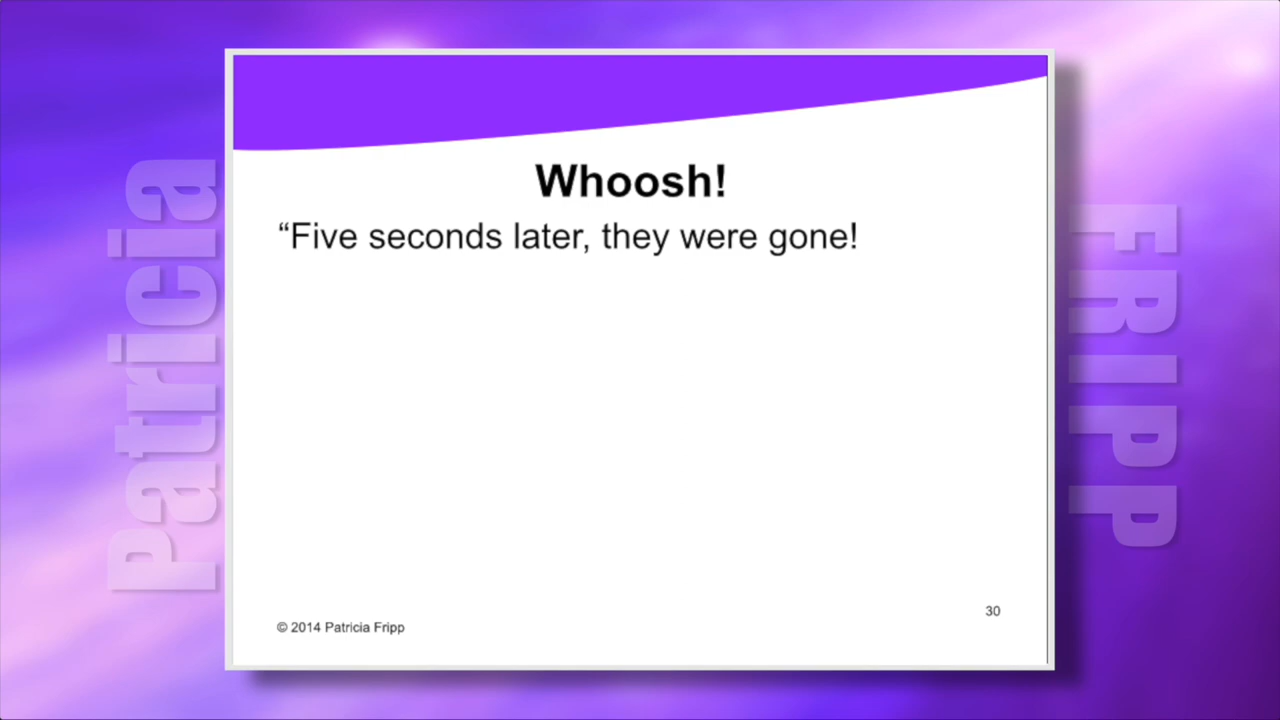 Patricia
FRIPP
Whoosh!
“Five seconds later, they were gone!
30
© 2014 Patricia Fripp